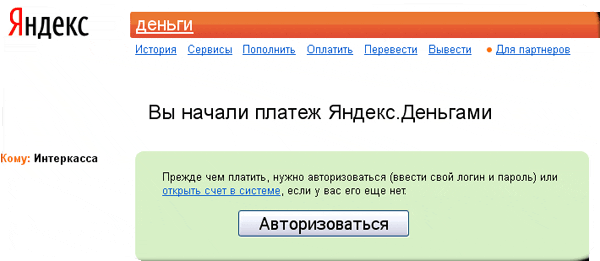 Яндекс
деньги
История Сервисы Пополнить Оплатить Перевести Вывести Для партнеров
Вы начали платеж Яндекс.Деньгами
Кому: Интеркасса
Прежде чем платить, нужно авторизоваться (ввести свой логин и пароль) или
открыть счет в системе, если у вас его еще нет.
Авторизоваться